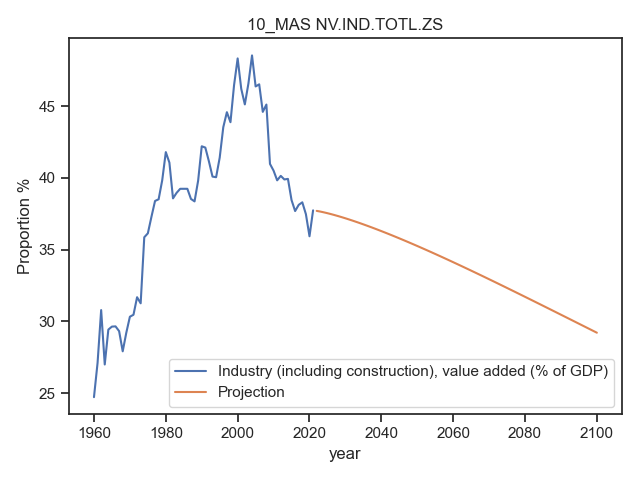 10_MAS NV.IND.TOTL.ZS
Proportion %
45
40
35
30
25
Industry (including construction), value added (% of GDP)
Projection
1960 1980 2000 2020 2040 2060 2080 2100
year